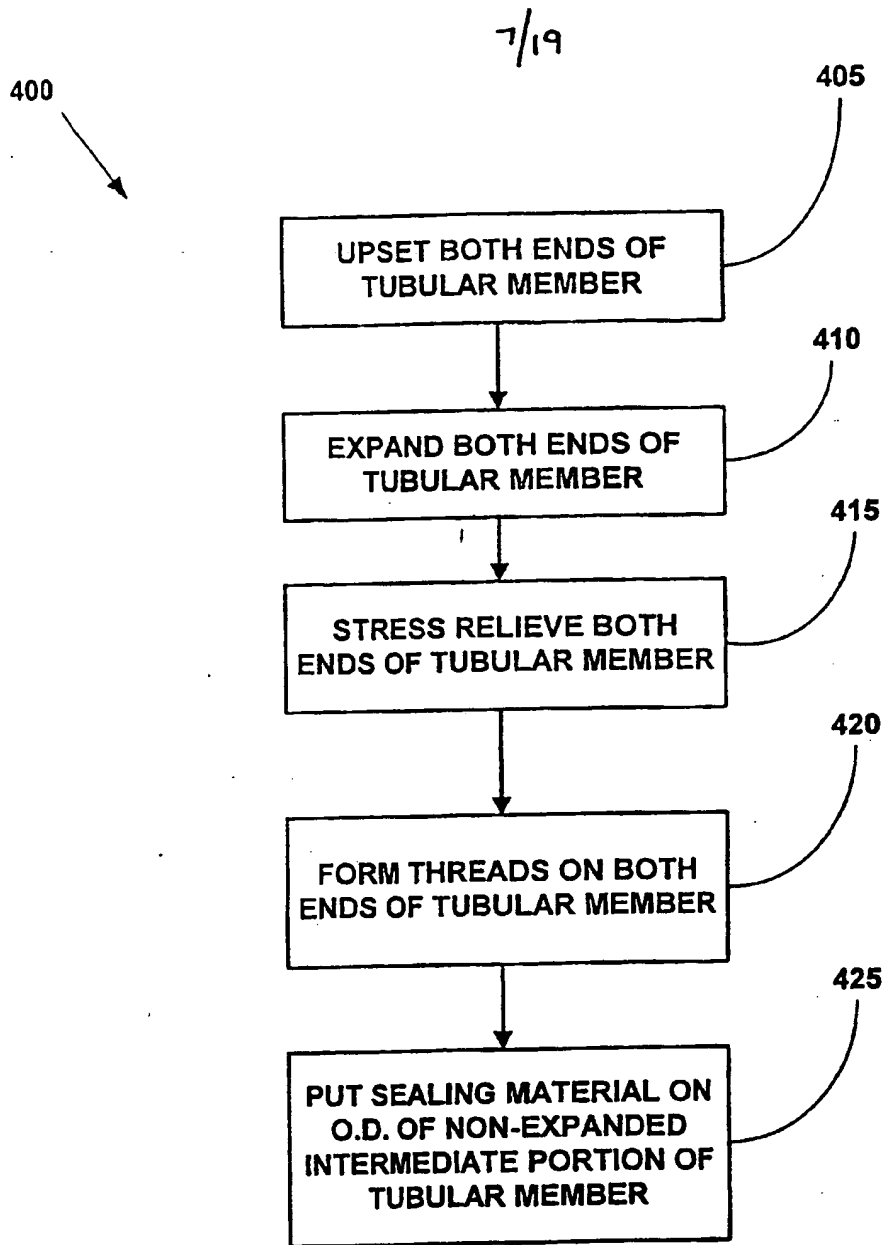 7/19
400
405
UPSET BOTH ENDS OF
TUBULAR MEMBER
410
EXPAND BOTH ENDS OF
TUBULAR MEMBER
415
STRESS RELIEVE BOTH
ENDS OF TUBULAR MEMBER
420
FORM THREADS ON BOTH
ENDS OF TUBULAR MEMBER
425
PUT SEALING MATERIAL ON
O.D. OF NON-EXPANDED
INTERMEDIATE PORTION OF
TUBULAR MEMBER